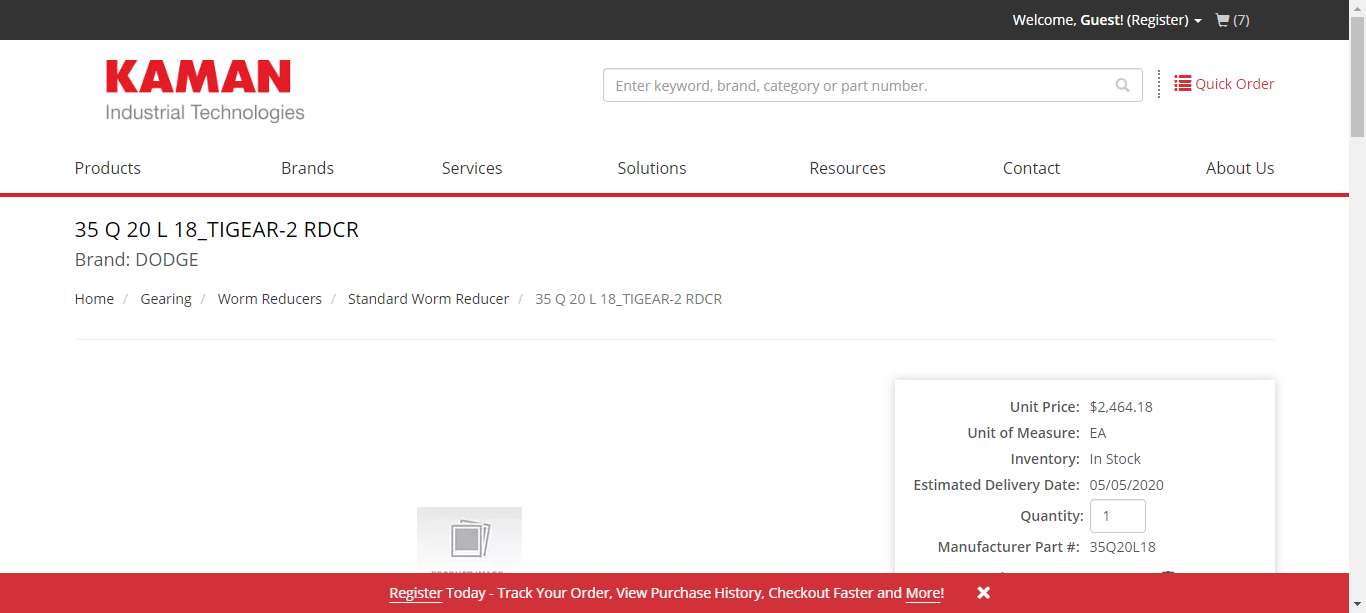 Welcome, Guest! (Register) (7)
KAMAN
Industrial Technologies
Enter keyword, brand, category or part number.
Quick Order
Products Brands Services Solutions Resources Contact About Us
35 Q 20 L 18_TIGEAR-2 RDCR
Brand: DODGE
Home / Gearing / Worm Reducers / Standard Worm Reducer / 35 Q 20 L 18_TIGEAR-2 RDCR
Unit Price: $2,464.18
Unit of Measure: EA
Inventory: In Stock
Estimated Delivery Date: 05/05/2020
Quantity: 1
Manufacturer Part #: 35Q20L18
Register Today - Track Your Order, View Purchase History, Checkout Faster and More!